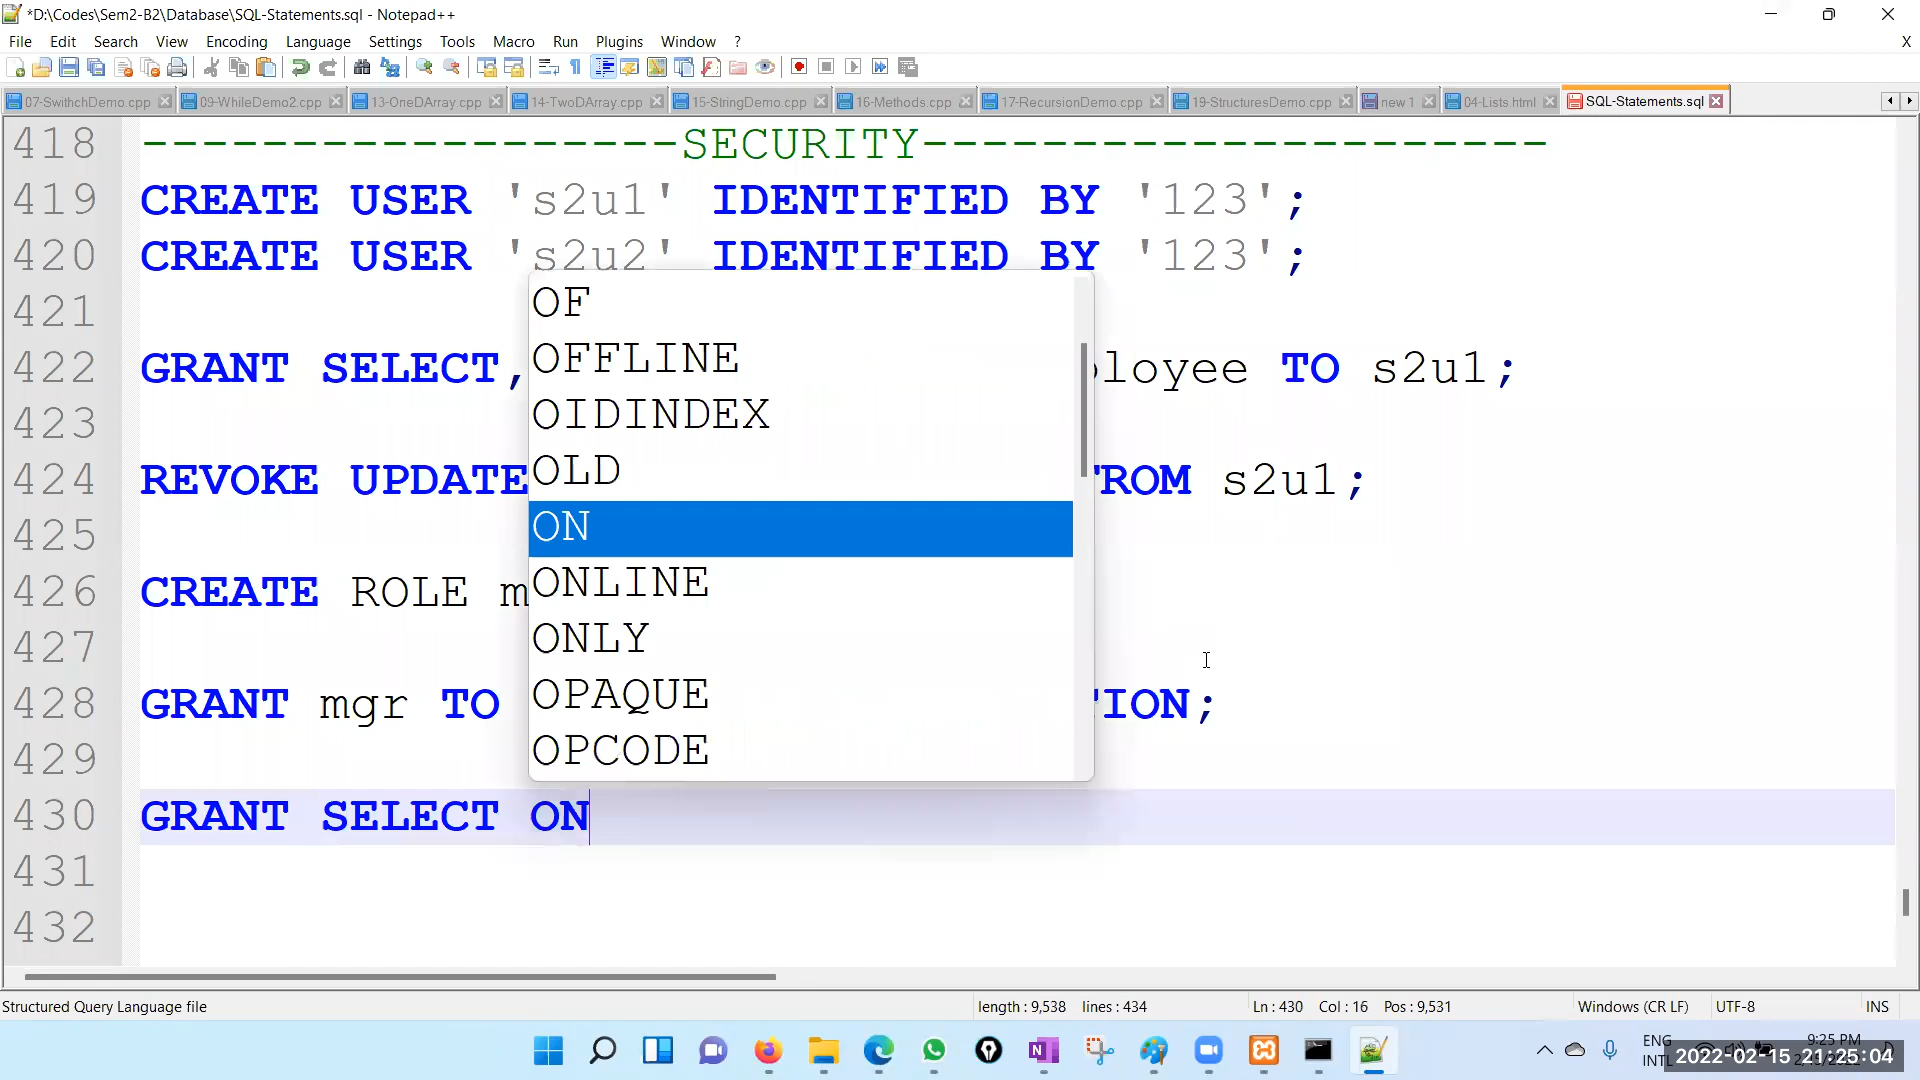 *D:\Codes\Sem2-B2\Database\SQL-Statements.sql - Notepad++
File Edit Search View Encoding Language Settings Tools Macro Run Plugins Window ? X
07-SwithchDemo.cpp 09-WhileDemo2.cpp 13-OneDArray.cpp 14-TwoDArray.cpp 15-StringDemo.cpp 16-Methods.cpp 17-RecursionDemo.cpp 19-StructuresDemo.cpp new 1 04-Lists html SQL-Statements.sql
418 ------------------SECURITY---------------------
419 CREATE USER 's2u1' IDENTIFIED BY '123';
420 CREATE USER 's2u2' IDENTIFIED BY '123';
421
422 GRANT SELECT, ployee TO s2u1;
423
424 REVOKE UPDATE FROM s2u1;
425
426 CREATE ROLE m
427
428 GRANT mgr TO TION;
429
430 GRANT SELECT ON
431
432
OF
OFFLINE
OIDINDEX
OLD
ON
ONLINE
ONLY
OPAQUE
OPCODE
Structured Query Language file length : 9,538 lines : 434 Ln : 430 Col : 16 Pos : 9,531 Windows (CR LF) UTF-8 INS
ENG 9:25 PM
INTL 2022-02-15 21:25:04